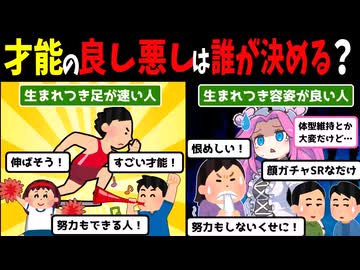 才能の良し悪しは誰が決める?
生まれつき足が速い人
伸ばそう!
すごい才能!
努力もできる人!
生まれつき容姿が良い人
体型維持とか
大変だけど…
恨めしい!
顔ガチャSRなだけ
努力もしないくせに!